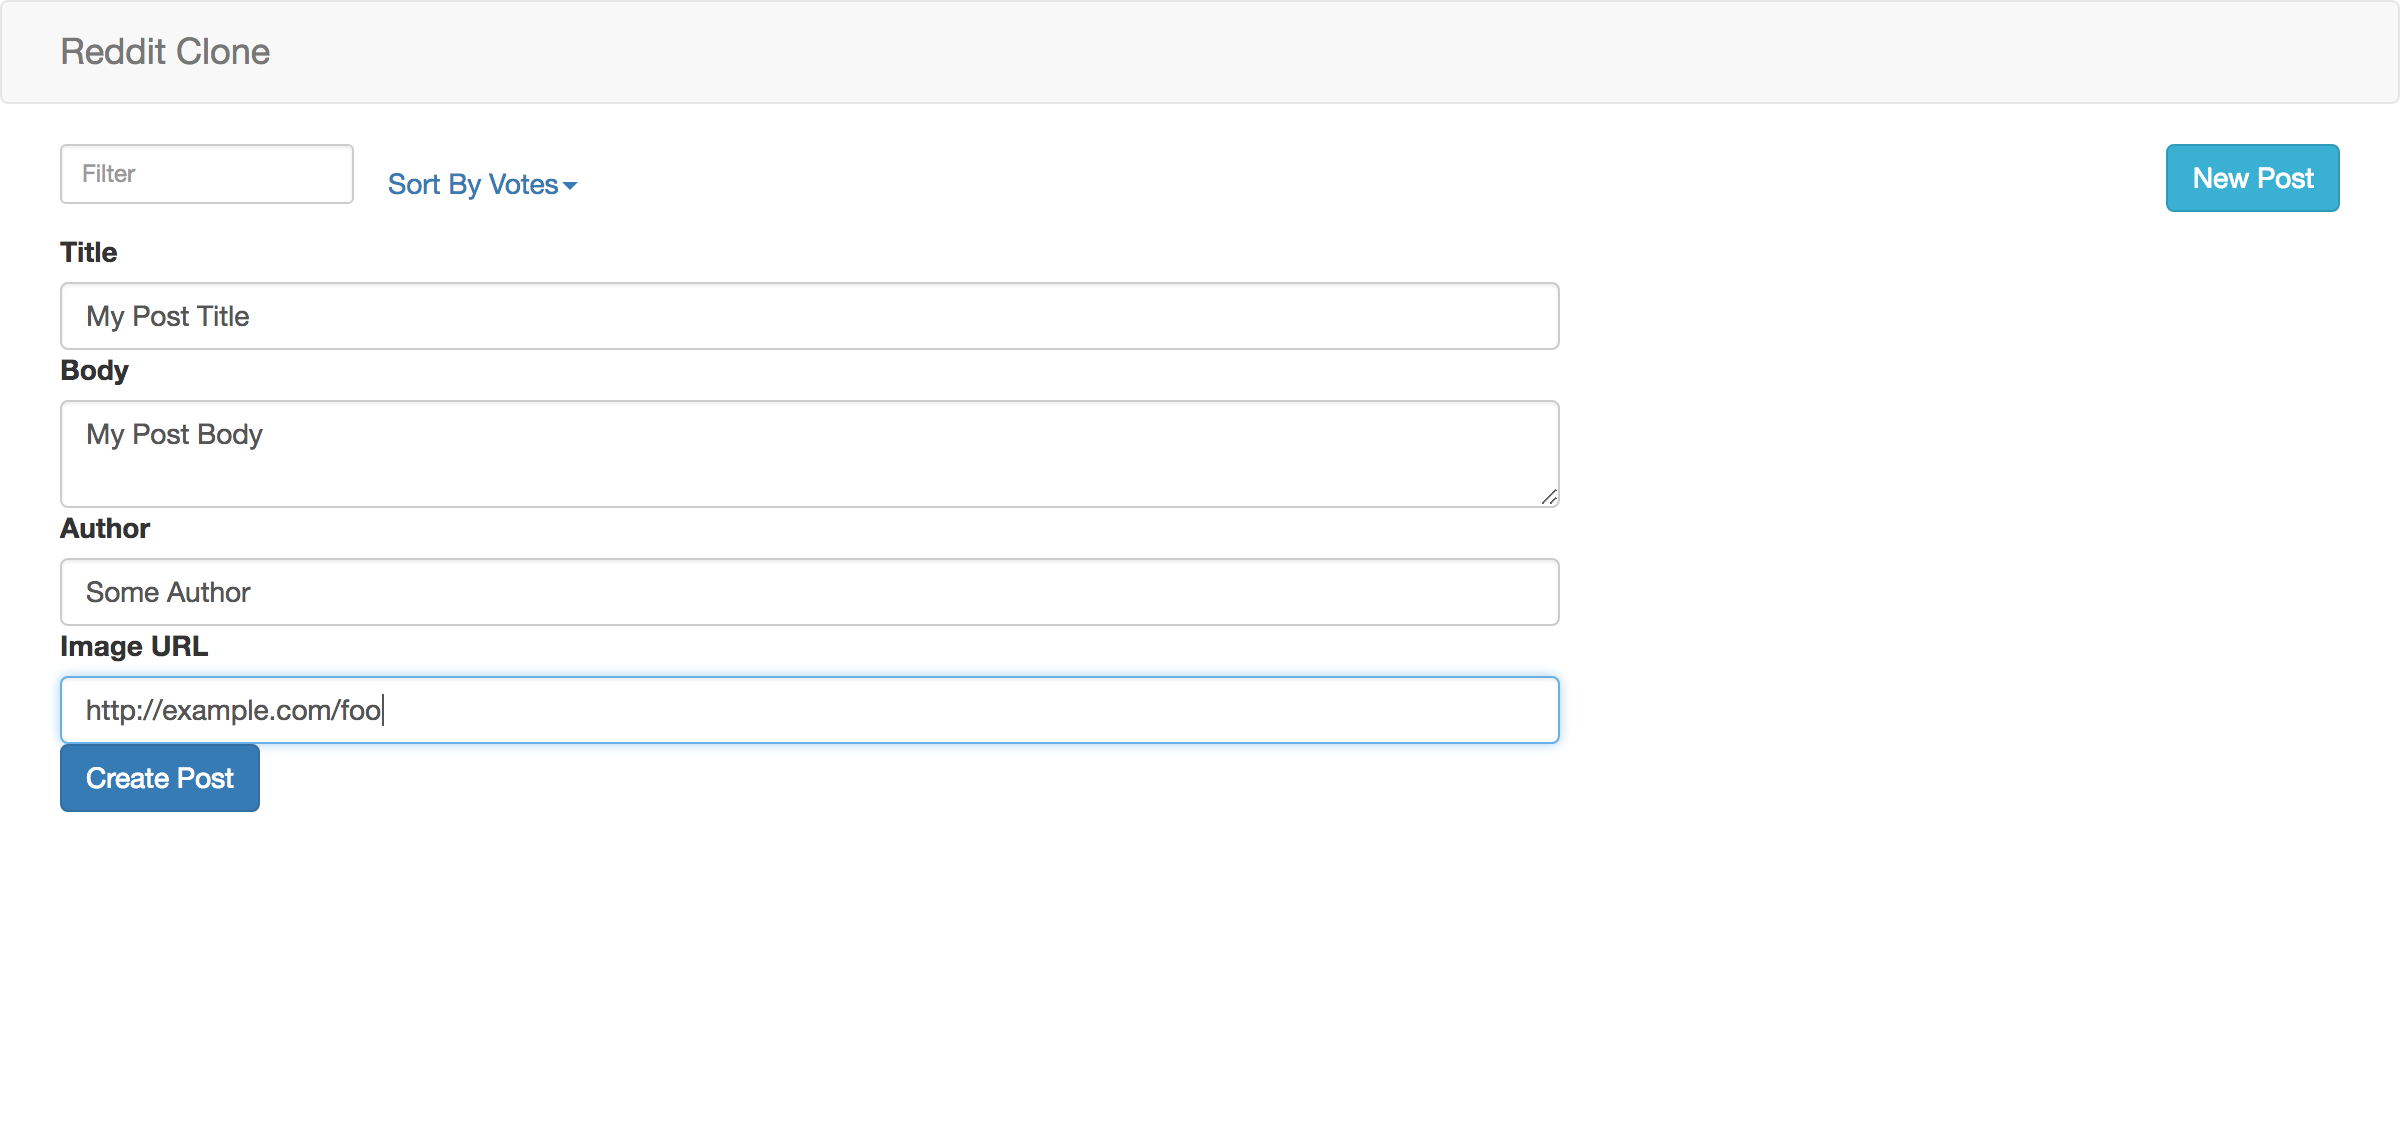 Reddit Clone
Filter
Sort By Votes
New Post
Title
My Post Title
Body
My Post Body
Author
Some Author
Image URL
http://example.com/foo
Create Post